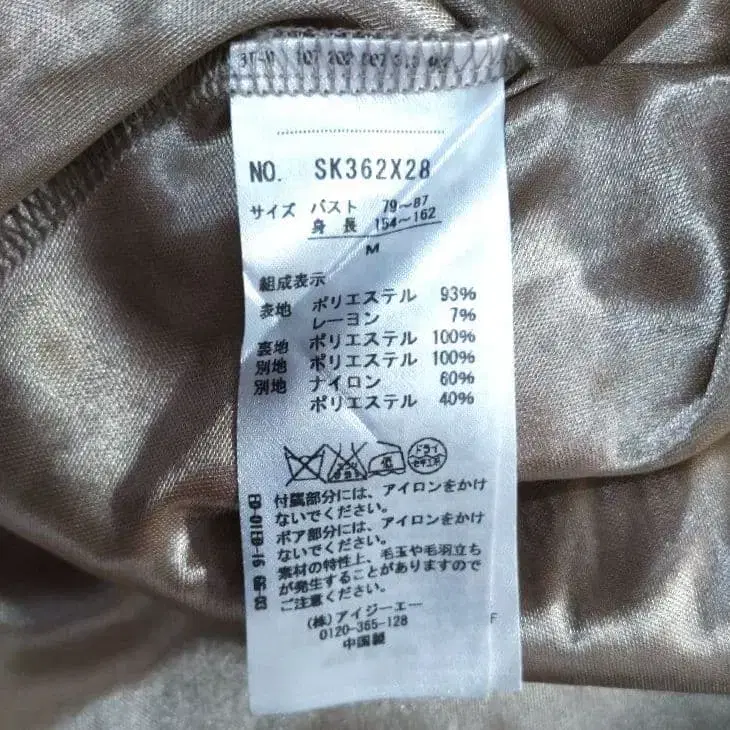 NO. SK362X28
サイズ バスト 79～87
身長 154～162
M
組成表示
表地 ポリエステル 93%
レーヨン 7%
裏地 ポリエステル 100%
別地 ポリエステル 100%
別地 ナイロン 60%
ポリエステル 40%
ドライ
セキユ系
付属部分には、アイロンをかけ
ないでください。
ボア部分には、アイロンをかけ
ないでください。
素材の特性上、毛玉や毛羽立ち
が発生することがありますので
ご注意ください。
(株)アイジーエー
0120-365-128
中国製
F